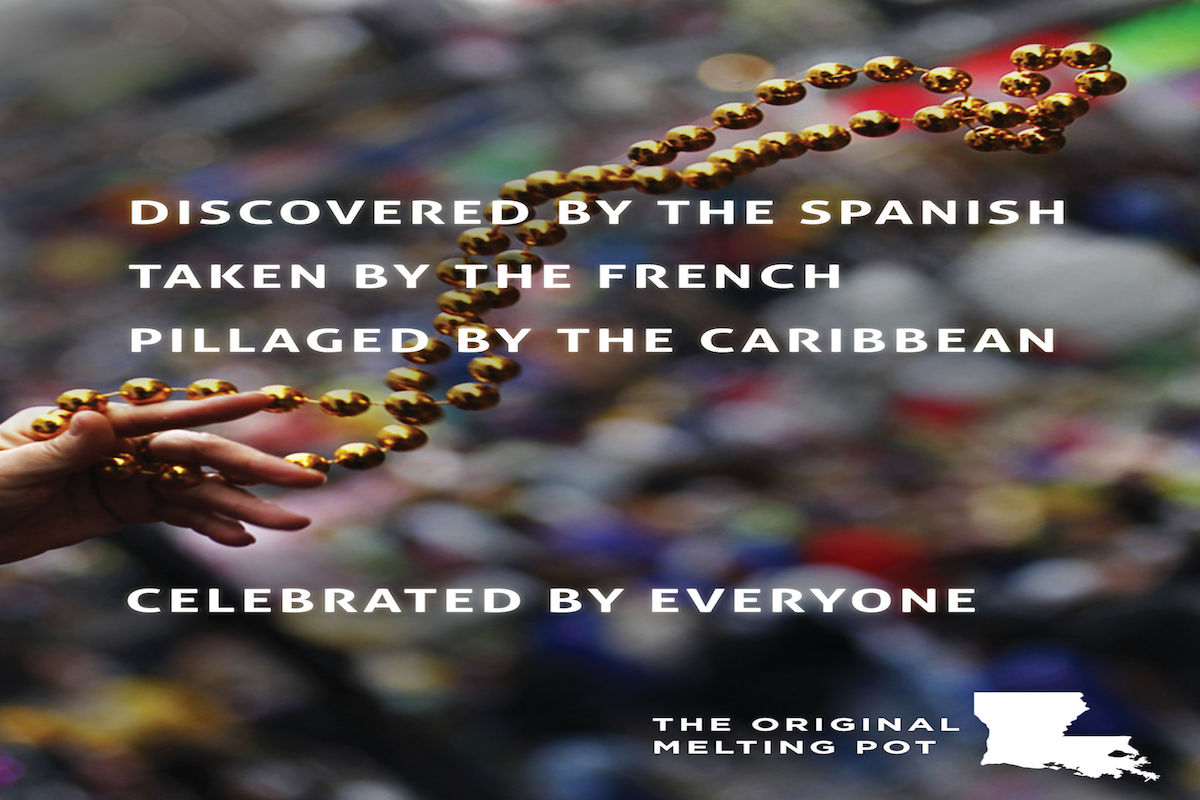 DISCOVERED BY THE SPANISH
TAKEN BY THE FRENCH
PILLAGED BY THE CARIBBEAN
CELEBRATED BY EVERYONE
THE ORIGINAL
MELTING POT